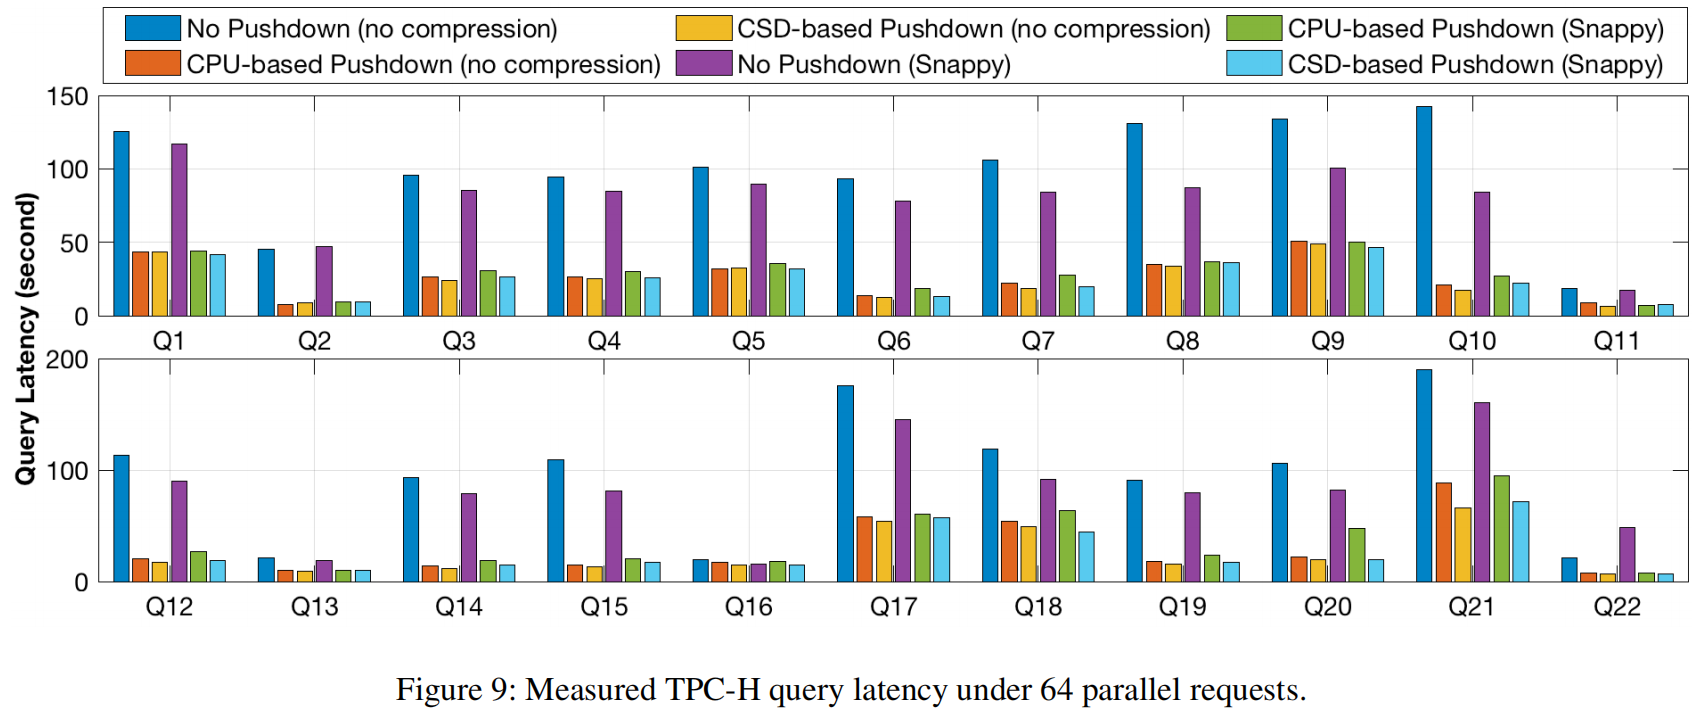 No Pushdown (no compression) CSD-based Pushdown (no compression) CPU-based Pushdown (Snappy)
CPU-based Pushdown (no compression) No Pushdown (Snappy) CSD-based Pushdown (Snappy)
Query Latency (second)
150
100
50
0
Q1 Q2 Q3 Q4 Q5 Q6 Q7 Q8 Q9 Q10 Q11
200
100
0
Q12 Q13 Q14 Q15 Q16 Q17 Q18 Q19 Q20 Q21 Q22
Figure 9: Measured TPC-H query latency under 64 parallel requests.